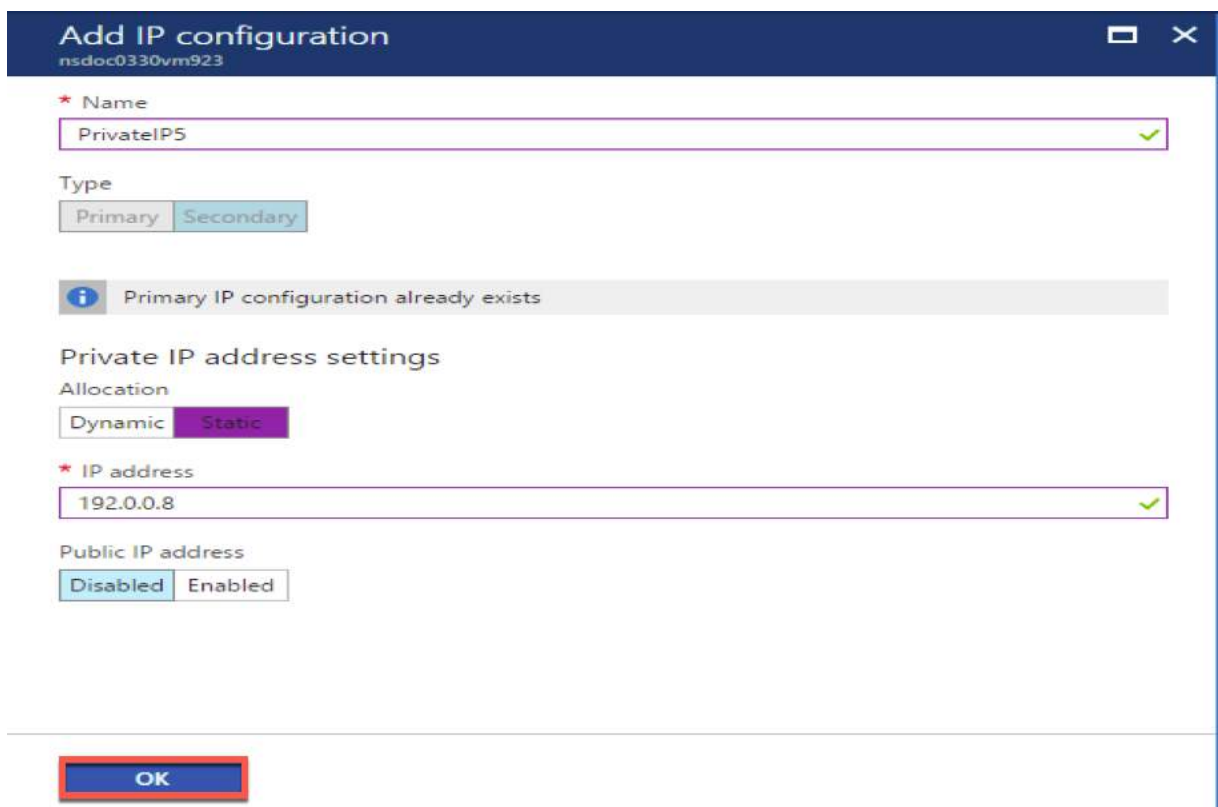 Add IP configuration
nsdoc0330vm923
* Name
PrivateIP5
Type
Primary Secondary
Primary IP configuration already exists
Private IP address settings
Allocation
Dynamic Static
* IP address
192.0.0.8
Public IP address
Disabled Enabled
OK